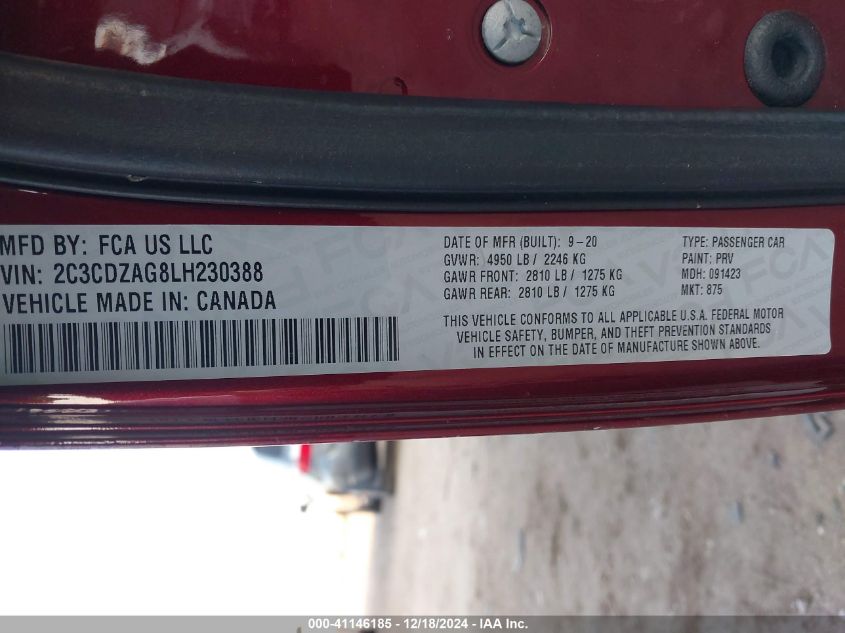 MFD BY: FCA US LLC
VIN: 2C3CDZAG8LH230388
VEHICLE MADE IN: CANADA
DATE OF MFR (BUILT): 9-20
GVWR: 4950 LB / 2246 KG
GAWR FRONT: 2810 LB / 1275 KG
GAWR REAR: 2810 LB / 1275 KG
TYPE: PASSENGER CAR
PAINT: PRV
MDH: 091423
MKT: 875
THIS VEHICLE CONFORMS TO ALL APPLICABLE U.S.A. FEDERAL MOTOR
VEHICLE SAFETY, BUMPER, AND THEFT PREVENTION STANDARDS
IN EFFECT ON THE DATE OF MANUFACTURE SHOWN ABOVE.
000-41146185 - 12/18/2024 - IAA Inc.